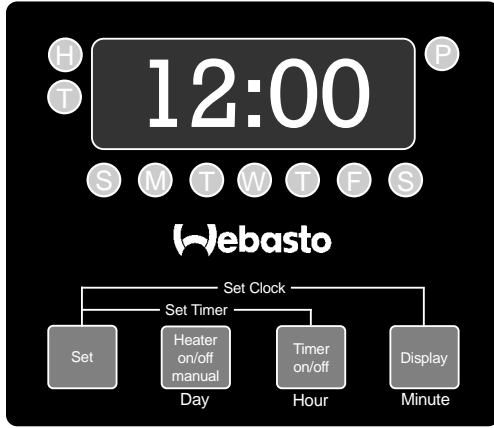 H
12:00
P
T
S M T W T F S
Webasto
Set Clock
Set Timer
Set
Heater
on/off
manual
Timer
on/off
Display
Day
Hour
Minute